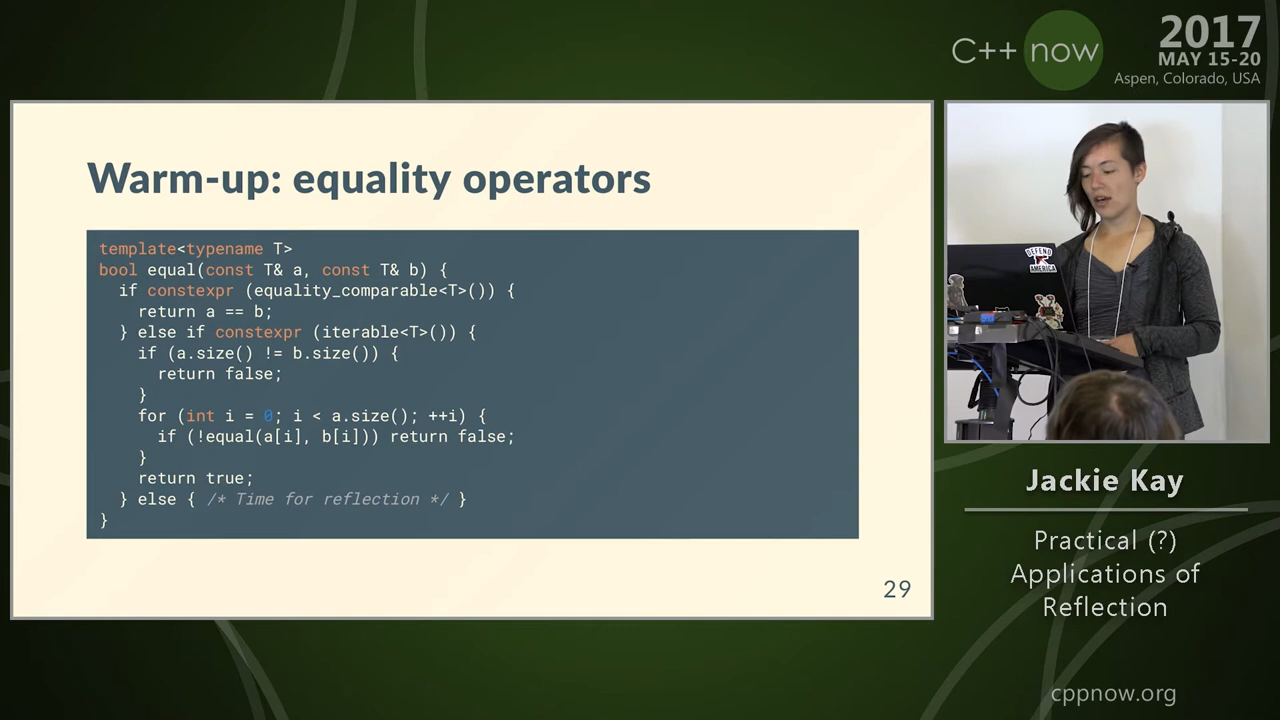 C++ now
2017
MAY 15-20
Aspen, Colorado, USA
Warm-up: equality operators
template<typename T>
bool equal(const T& a, const T& b) {
  if constexpr (equality_comparable<T>()) {
    return a == b;
  } else if constexpr (iterable<T>()) {
    if (a.size() != b.size()) {
      return false;
    }
    for (int i = 0; i < a.size(); ++i) {
      if (!equal(a[i], b[i])) return false;
    }
    return true;
  } else { /* Time for reflection */ }
}
29
DEFEND
AMERICA
Jackie Kay
Practical (?)
Applications of
Reflection
cppnow.org